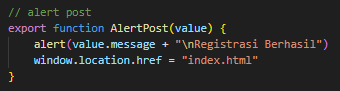 // alert post
export function AlertPost(value) {
    alert(value.message + "\nRegistrasi Berhasil")
    window.location.href = "index.html"
}